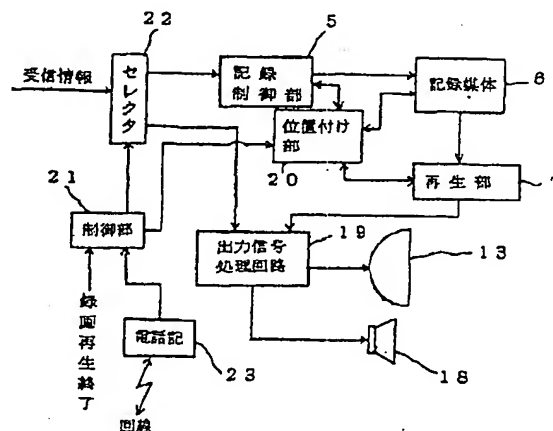 22
5
受信情報
セレクタ
記録
制御部
記録媒体
6
位置付け
部
20
再生部
21
制御部
出力信号
処理回路
19
13
録画再生終了
電話記
23
18
回線